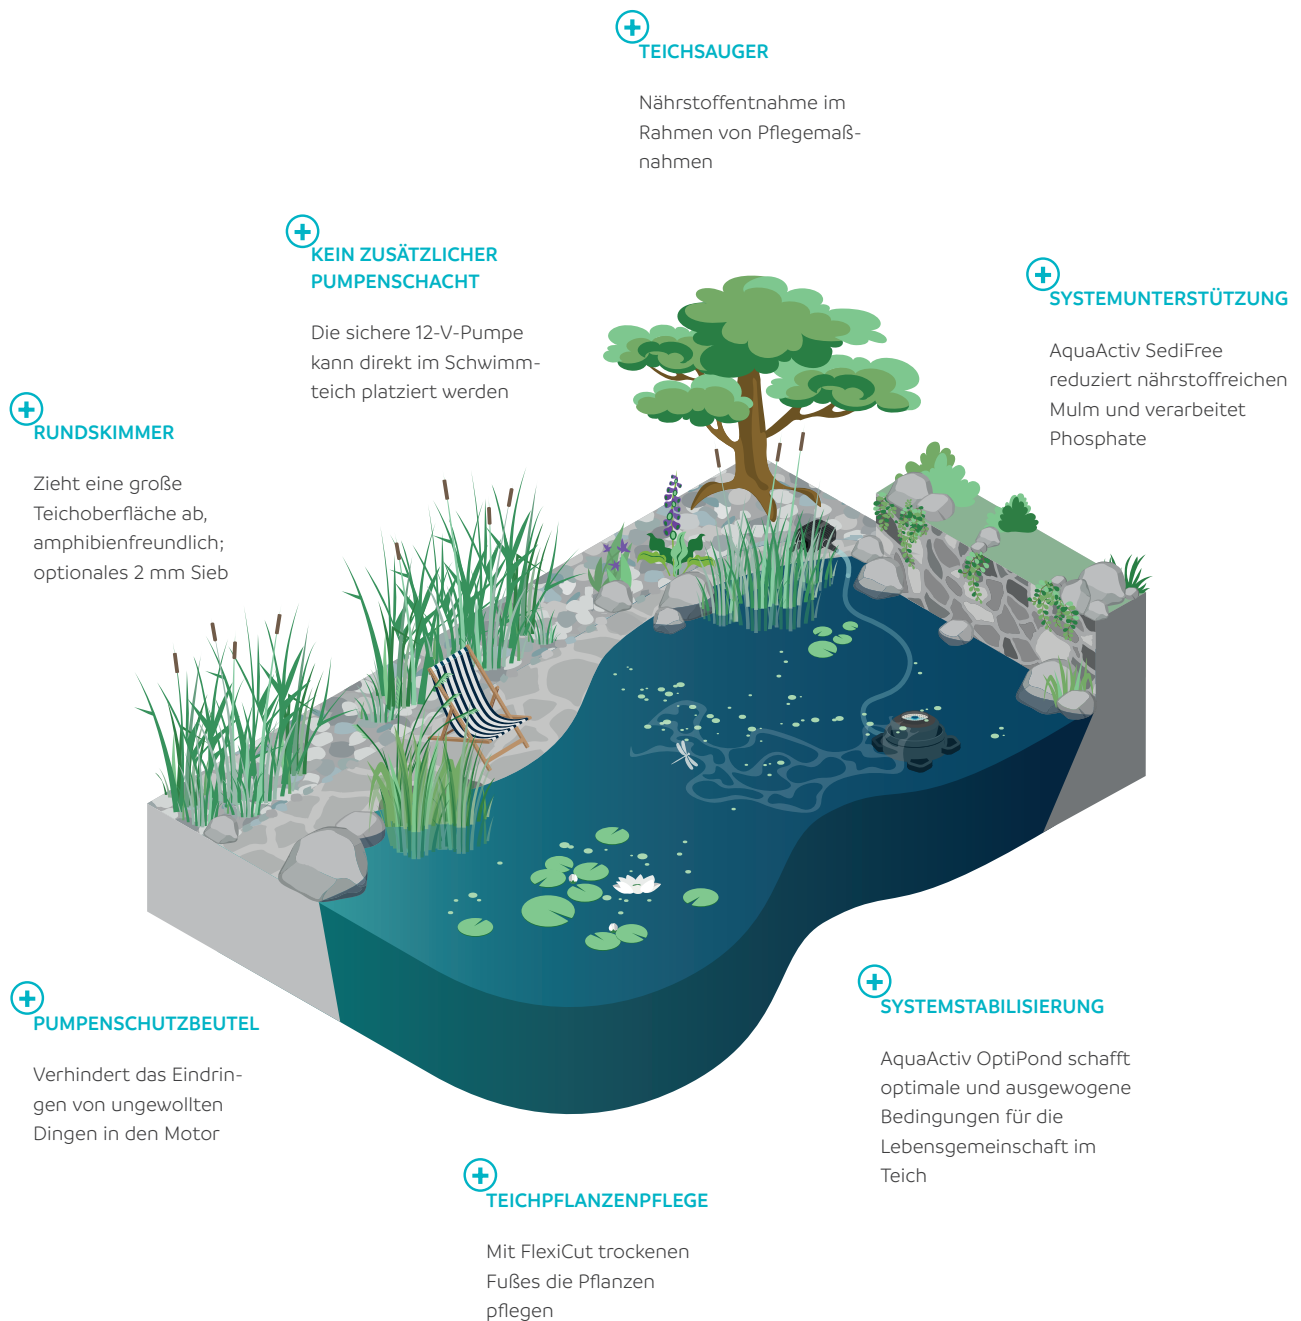 TEICHSAUGER
Nährstoffentnahme im
Rahmen von Pflegemaß-
nahmen
KEIN ZUSÄTZLICHER
PUMPENSCHACHT
Die sichere 12-V-Pumpe
kann direkt im Schwimm-
teich platziert werden
SYSTEMUNTERSTÜTZUNG
AquaActiv SediFree
reduziert nährstoffreichen
Mulm und verarbeitet
Phosphate
RUNDSKIMMER
Zieht eine große
Teichoberfläche ab,
amphibienfreundlich;
optionales 2 mm Sieb
PUMPENSCHUTZBEUTEL
Verhindert das Eindrin-
gen von ungewollten
Dingen in den Motor
SYSTEMSTABILISIERUNG
AquaActiv OptiPond schafft
optimale und ausgewogene
Bedingungen für die
Lebensgemeinschaft im
Teich
TEICHPFLANZENPFLEGE
Mit FlexiCut trockenen
Fußes die Pflanzen
pflegen